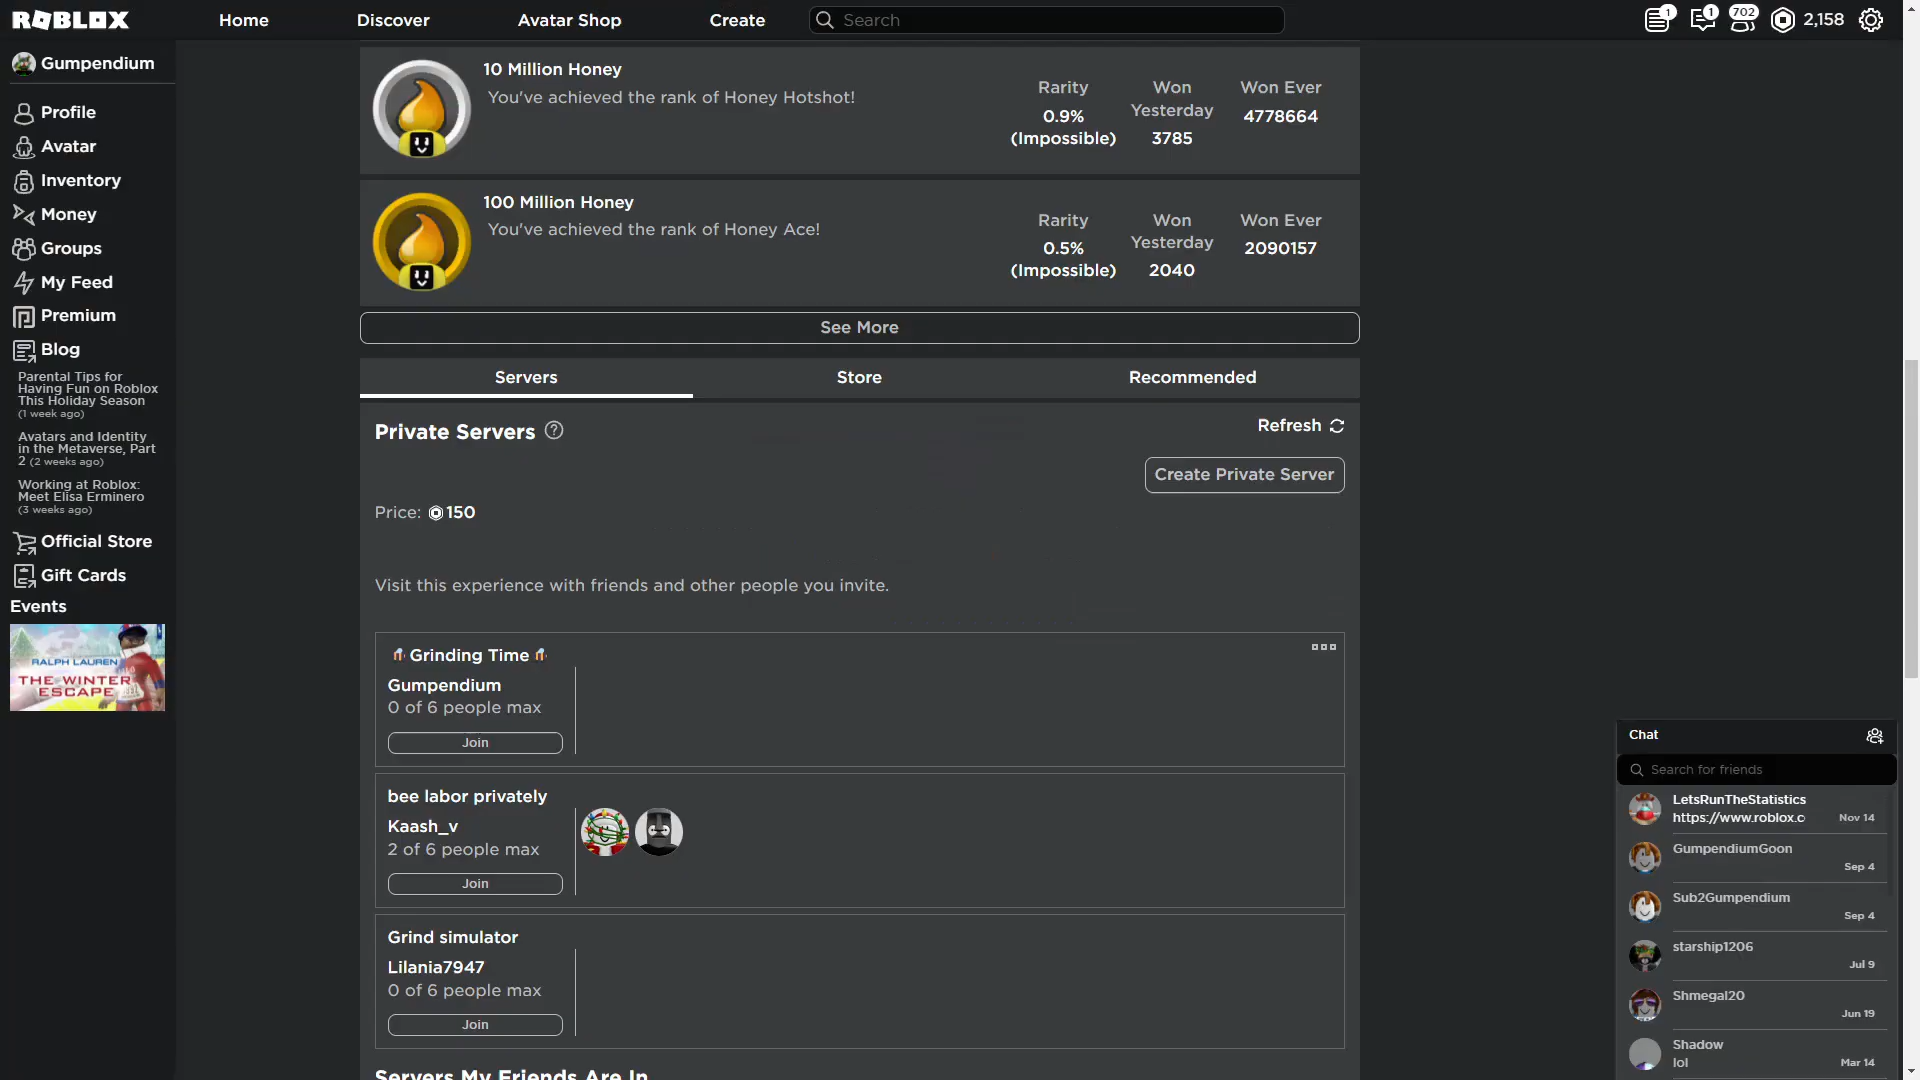 ROBLOX
Home
Discover
Avatar Shop
Create
Search
1
1
702
2,158
Gumpendium
Profile
Avatar
Inventory
Money
Groups
My Feed
Premium
Blog
Parental Tips for
Having Fun on Roblox
This Holiday Season
(1 week ago)
Avatars and Identity
in the Metaverse, Part
2 (2 weeks ago)
Working at Roblox:
Meet Elisa Erminero
(3 weeks ago)
Official Store
Gift Cards
Events
RALPH LAUREN
THE WINTER
ESCAPE
10 Million Honey
You've achieved the rank of Honey Hotshot!
Rarity
0.9%
(Impossible)
Won
Yesterday
3785
Won Ever
4778664
100 Million Honey
You've achieved the rank of Honey Ace!
Rarity
0.5%
(Impossible)
Won
Yesterday
2040
Won Ever
2090157
See More
Servers
Store
Recommended
Private Servers
Refresh
Create Private Server
Price: 150
Visit this experience with friends and other people you invite.
Grinding Time
Gumpendium
0 of 6 people max
Join
bee labor privately
Kaash_v
2 of 6 people max
Join
Grind simulator
Lilania7947
0 of 6 people max
Join
Servers My Friends Are In
Chat
Search for friends
LetsRunTheStatistics
https://www.roblox.c
Nov 14
GumpendiumGoon
Sep 4
Sub2Gumpendium
Sep 4
starship1206
Jul 9
Shmegal20
Jun 19
Shadow
lol
Mar 14